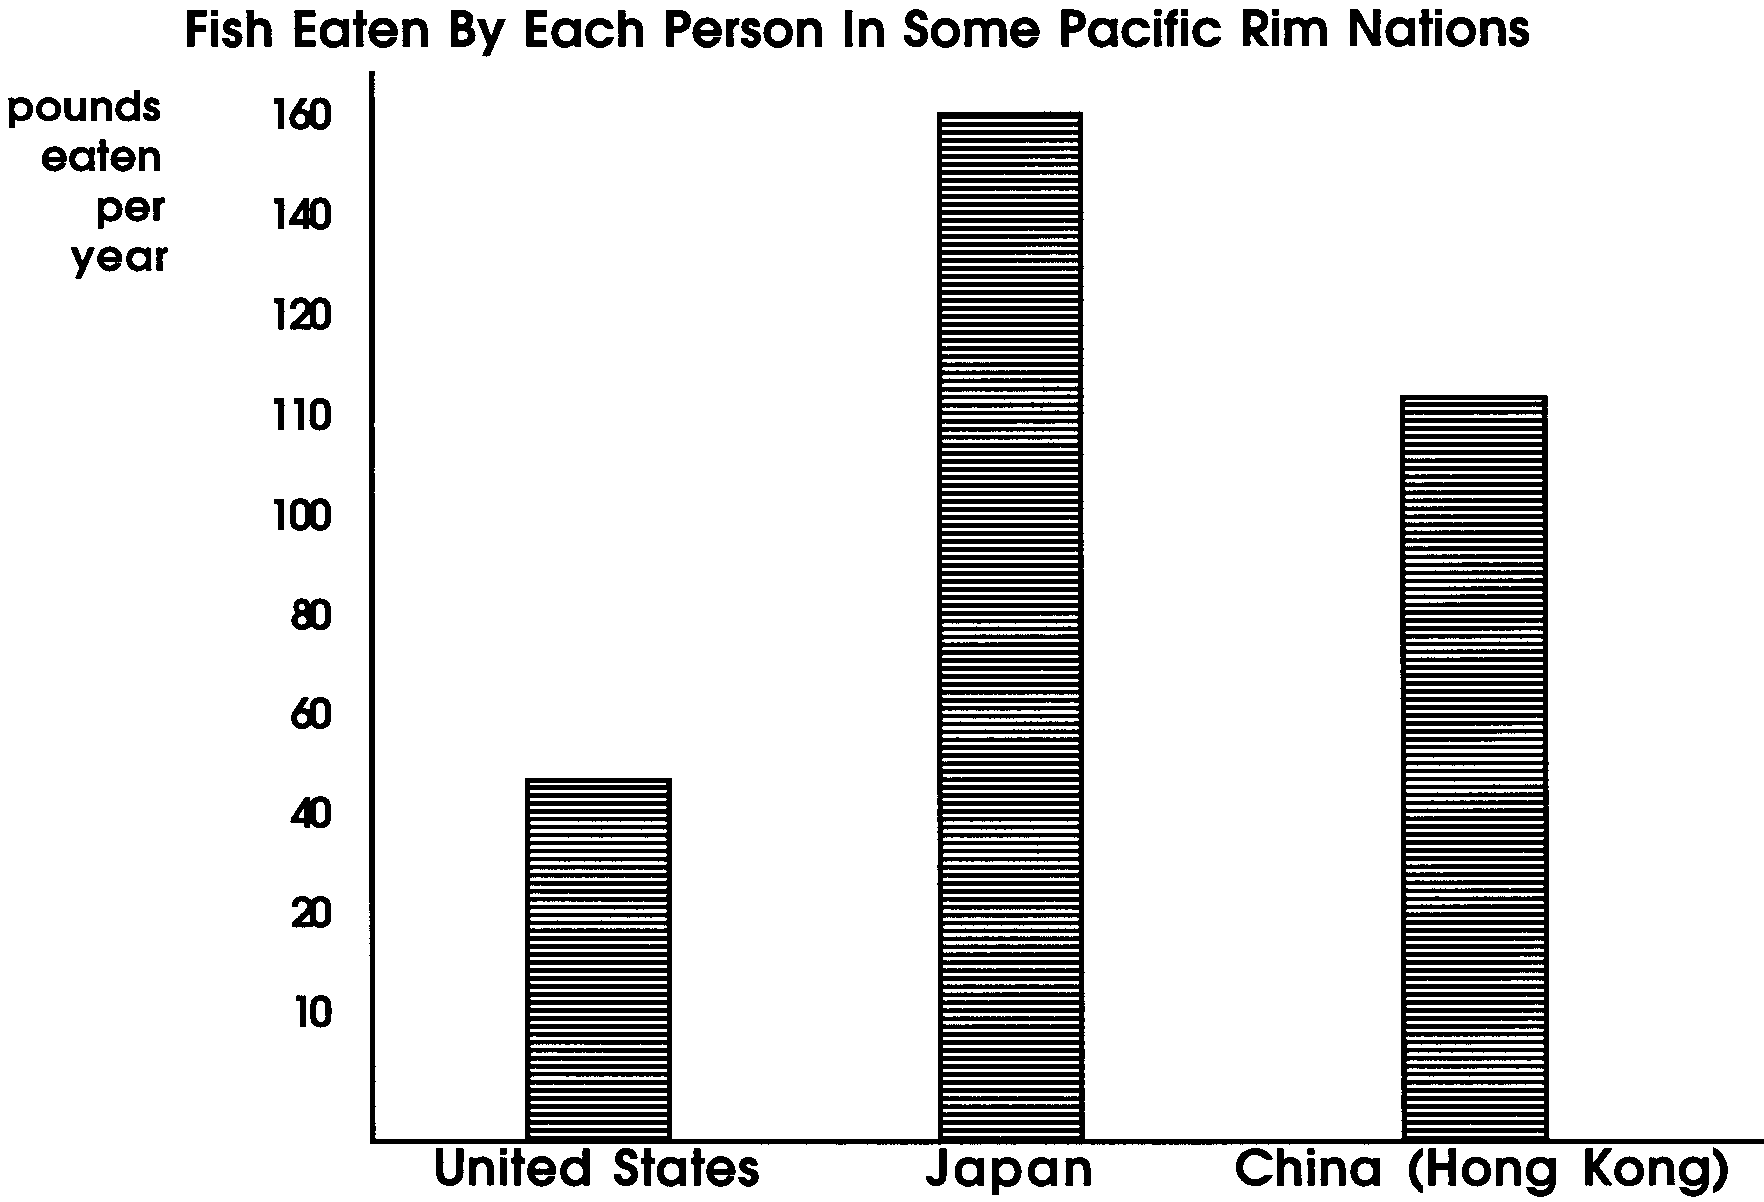 Fish Eaten By Each Person In Some Pacific Rim Nations
pounds
eaten
per
year
160
140
120
110
100
80
60
40
20
10
United States
Japan
China (Hong Kong)